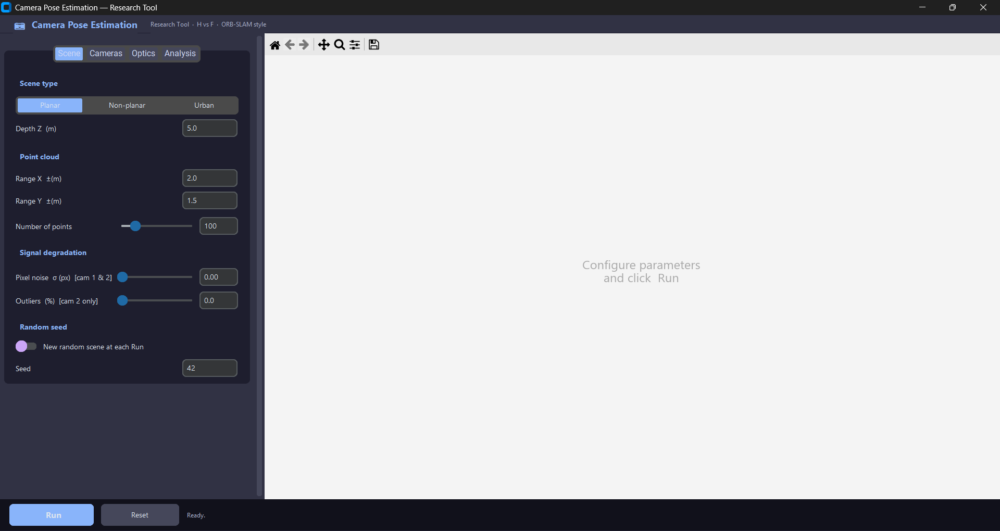 Camera Pose Estimation — Research Tool
Camera Pose Estimation
Research Tool · H vs F · ORB-SLAM style
Scene Cameras Optics Analysis
Scene type
Planar Non-planar Urban
Depth Z (m) 5.0
Point cloud
Range X ±(m) 2.0
Range Y ±(m) 1.5
Number of points 100
Signal degradation
Pixel noise σ (px) [cam 1 & 2] 0.00
Outliers (%) [cam 2 only] 0.0
Random seed
New random scene at each Run
Seed 42
Configure parameters
and click Run
Run Reset Ready.